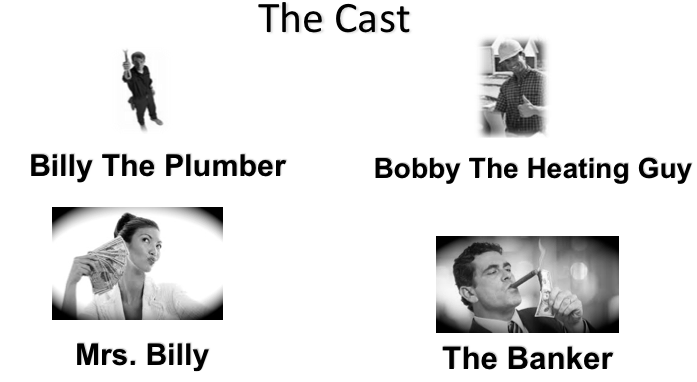 The Cast
Billy The Plumber
Bobby The Heating Guy
Mrs. Billy
The Banker